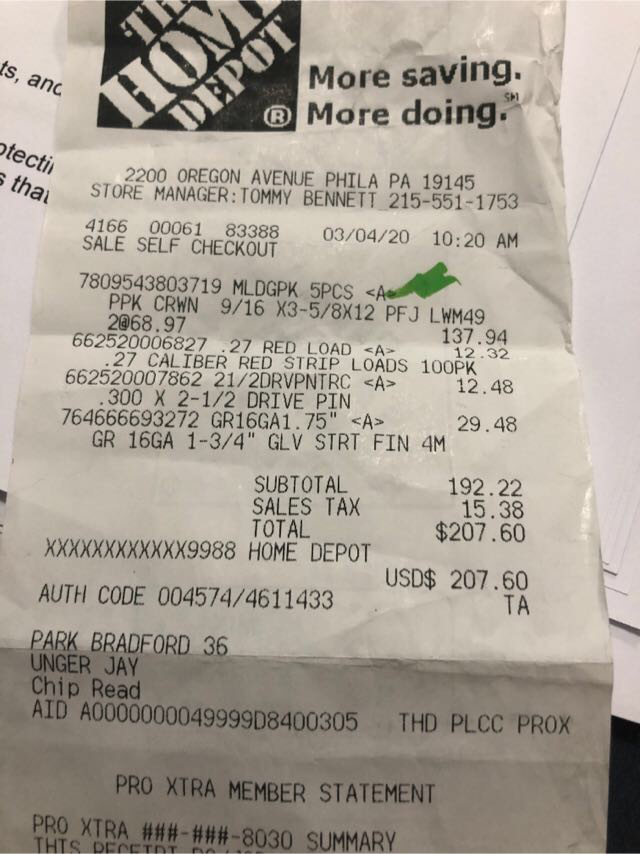 ts, and
otecti
s that
THE
HOME
DEPOT
®
More saving.
More doing.℠
2200 OREGON AVENUE PHILA PA 19145
STORE MANAGER:TOMMY BENNETT 215-551-1753
4166 00061 83388 03/04/20 10:20 AM
SALE SELF CHECKOUT
7809543803719 MLDGPK 5PCS <A>
PPK CRWN 9/16 X3-5/8X12 PFJ LWM49
2@68.97 137.94
662520006827 .27 RED LOAD <A> 12.32
.27 CALIBER RED STRIP LOADS 100PK
662520007862 21/2DRVPNTRC <A> 12.48
.300 X 2-1/2 DRIVE PIN
764666693272 GR16GA1.75" <A> 29.48
GR 16GA 1-3/4" GLV STRT FIN 4M
SUBTOTAL 192.22
SALES TAX 15.38
TOTAL $207.60
XXXXXXXXXXXX9988 HOME DEPOT
USD$ 207.60
AUTH CODE 004574/4611433 TA
PARK BRADFORD 36
UNGER JAY
Chip Read
AID A0000000049999D8400305 THD PLCC PROX
PRO XTRA MEMBER STATEMENT
PRO XTRA ###-###-8030 SUMMARY
THIS RECEIPT